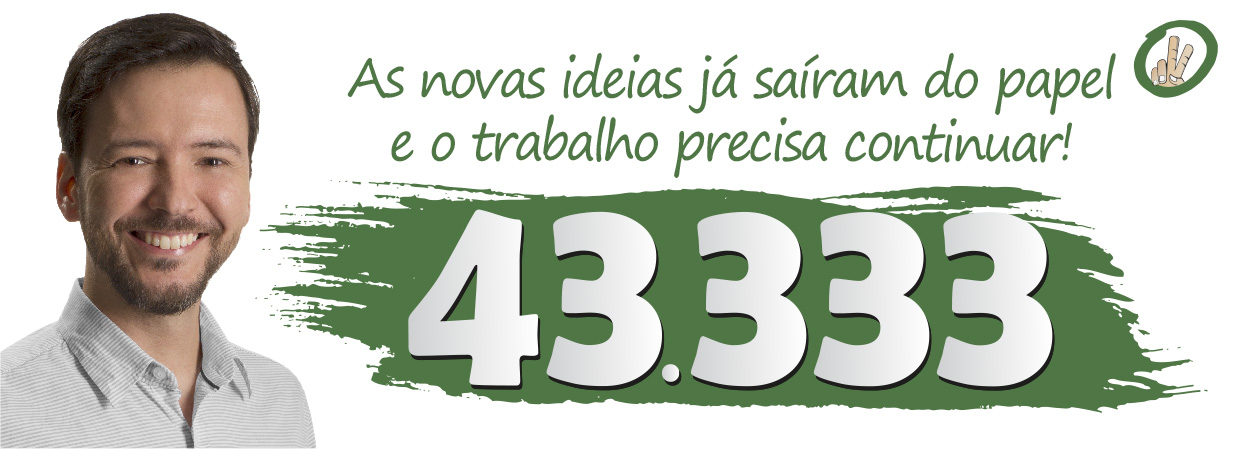 As novas ideias já saíram do papel
e o trabalho precisa continuar!
43.333